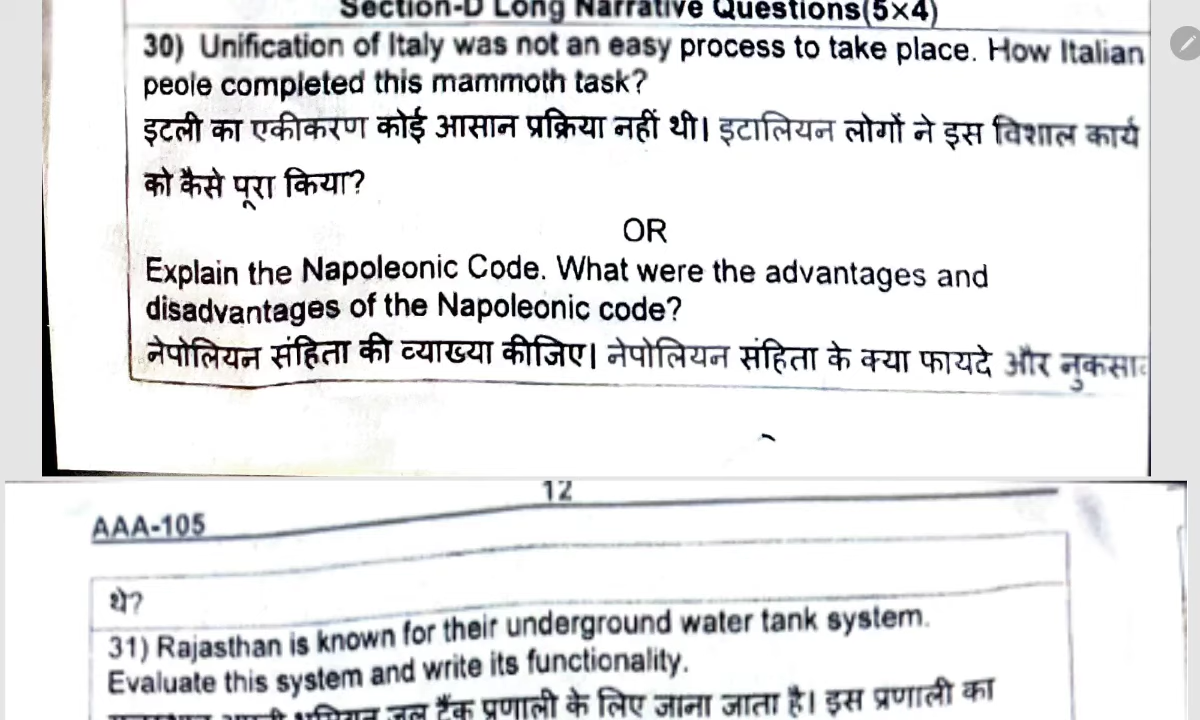 Section-D Long Narrative Questions(5×4)
30) Unification of Italy was not an easy process to take place. How Italian
peole completed this mammoth task?
इटली का एकीकरण कोई आसान प्रक्रिया नहीं थी। इटालियन लोगों ने इस विशाल कार्य
को कैसे पूरा किया?
OR
Explain the Napoleonic Code. What were the advantages and
disadvantages of the Napoleonic code?
नेपोलियन संहिता की व्याख्या कीजिए। नेपोलियन संहिता के क्या फायदे और
12
AAA-105
थे?
31) Rajasthan is known for their underground water tank system.
Evaluate this system and write its functionality.
जल टैंक प्रणाली के लिए जाना जाता है। इस प्रणाली का